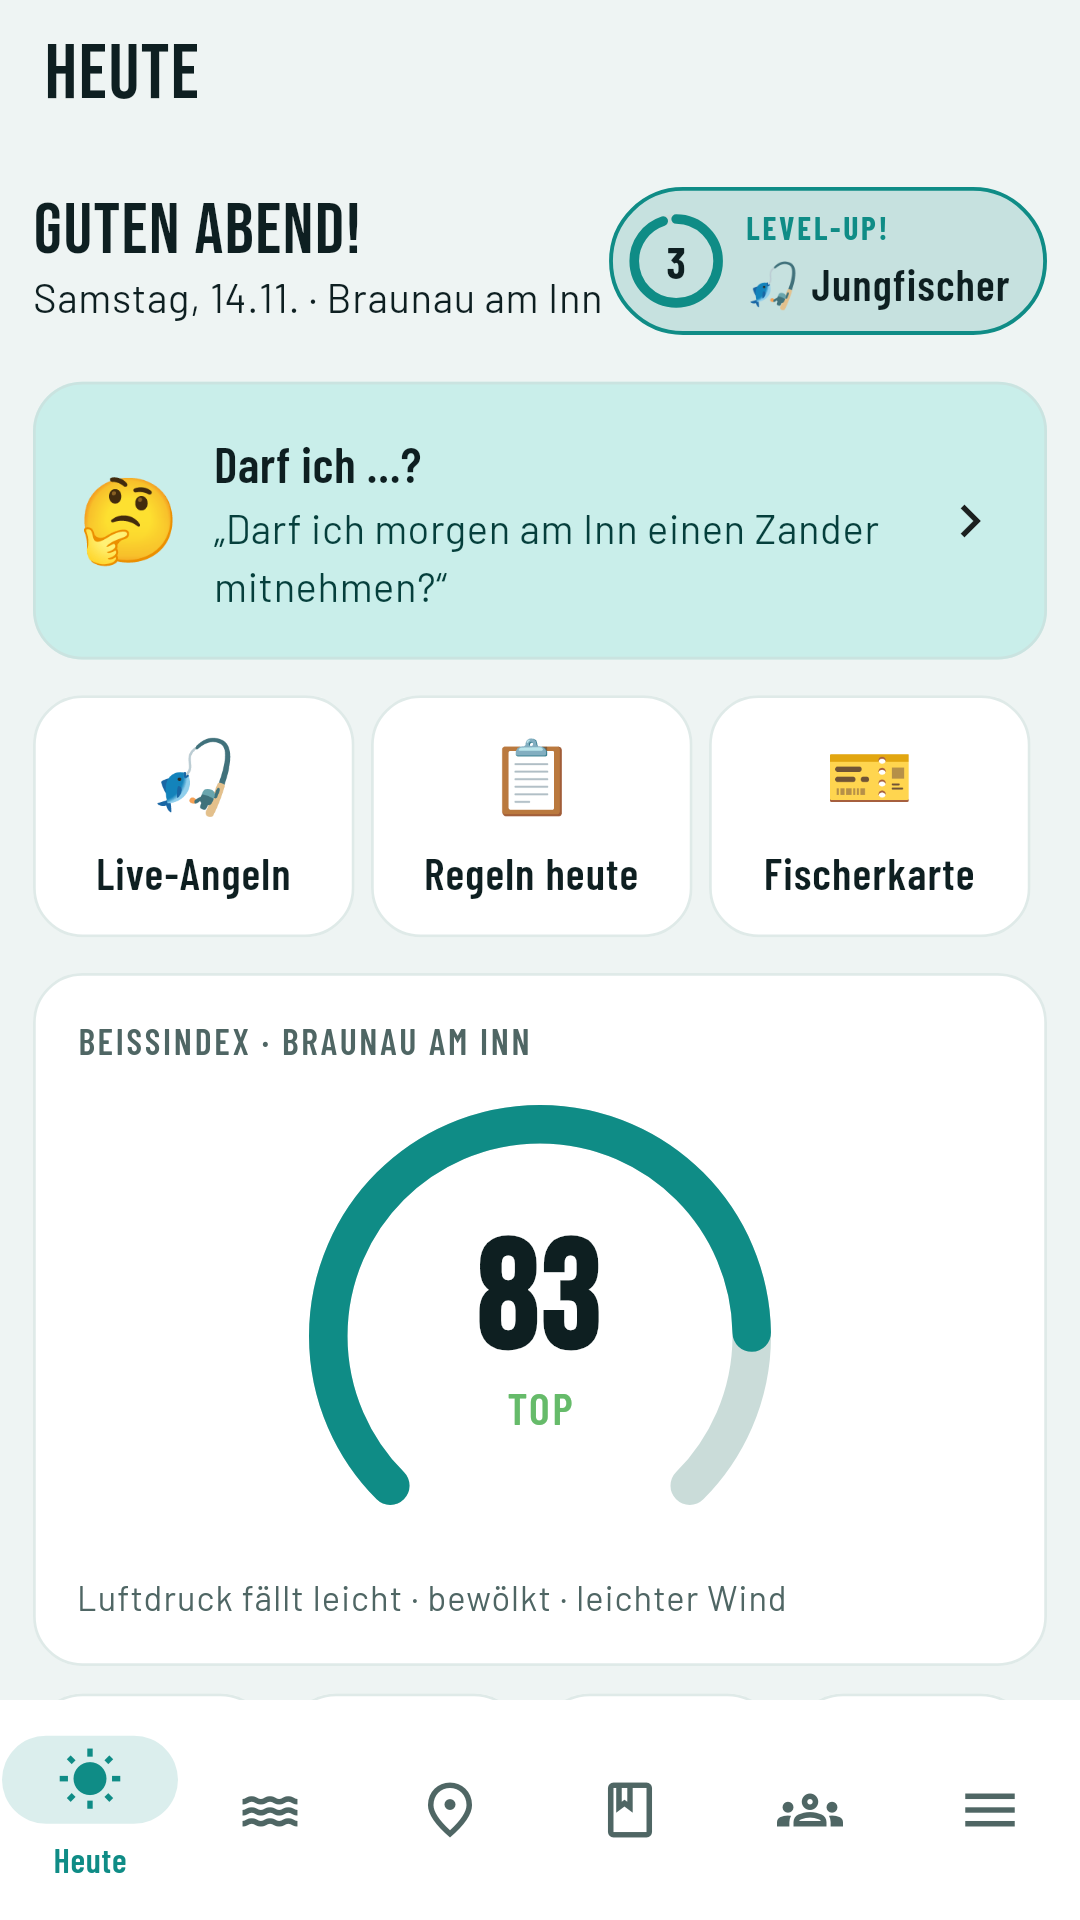 HEUTE
GUTEN ABEND!
Samstag, 14.11. · Braunau am Inn
3
LEVEL-UP!
🎣 Jungfischer
Darf ich ...?
„Darf ich morgen am Inn einen Zander
mitnehmen?“
Live-Angeln
Regeln heute
Fischerkarte
BEISSINDEX · BRAUNAU AM INN
83
TOP
Luftdruck fällt leicht · bewölkt · leichter Wind
Heute